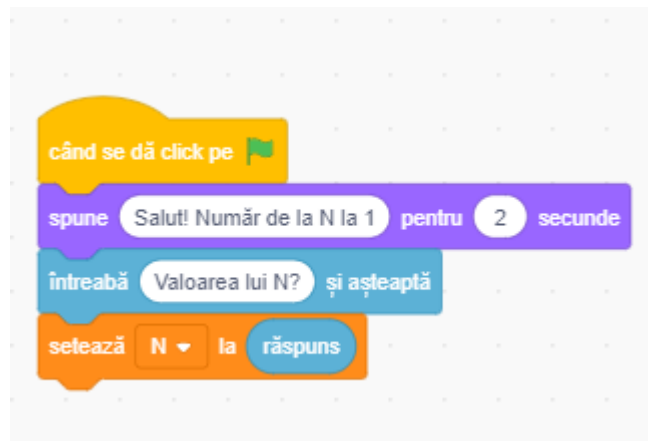 când se dă click pe
spune Salut! Număr de la N la 1 pentru 2 secunde
întreabă Valoarea lui N? și așteaptă
setează N la răspuns